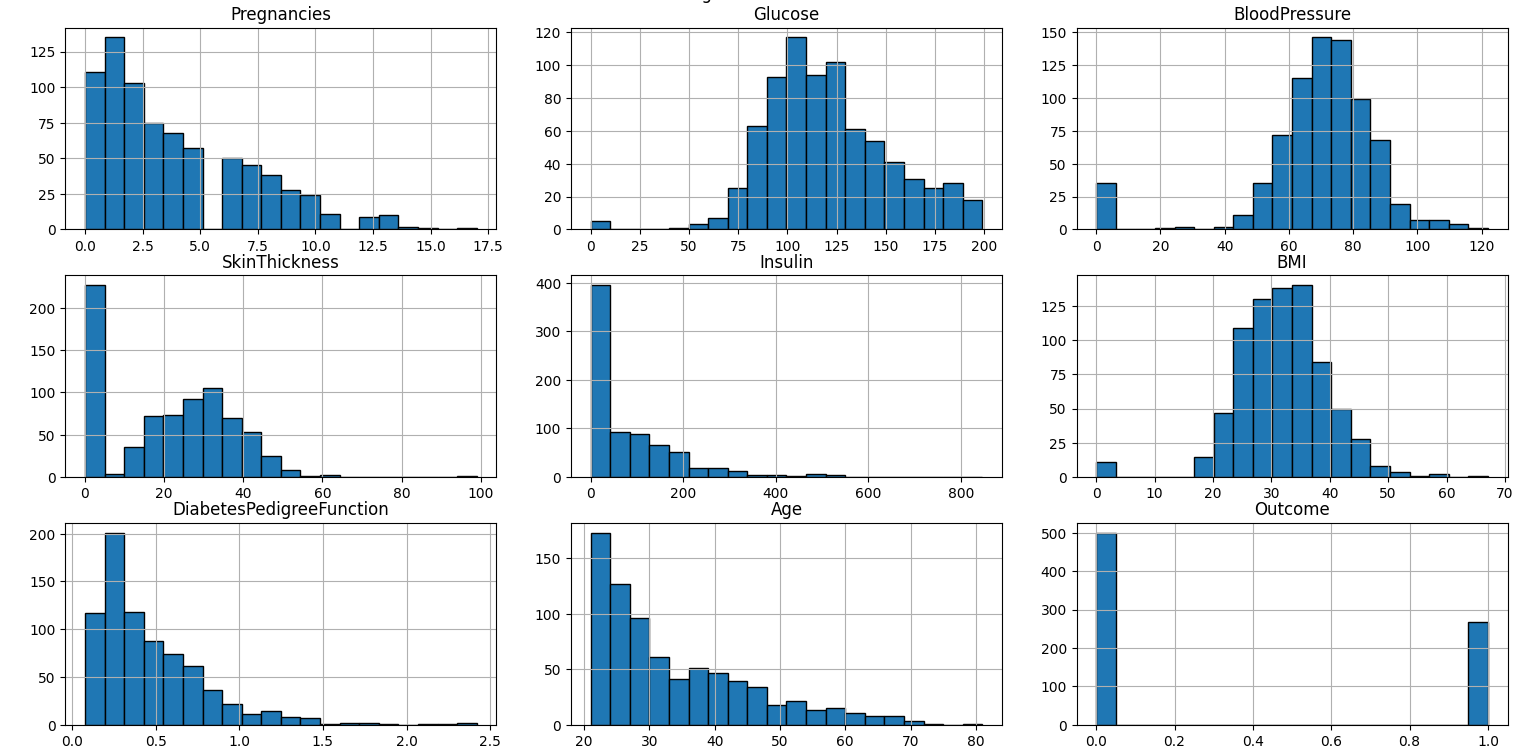 Pregnancies Glucose BloodPressure
125 100 75 50 25 0
0.0 2.5 5.0 7.5 10.0 12.5 15.0 17.5
120 100 80 60 40 20 0
0 25 50 75 100 125 150 175 200
150 125 100 75 50 25 0
0 20 40 60 80 100 120
SkinThickness Insulin BMI
200 150 100 50 0
0 20 40 60 80 100
400 300 200 100 0
0 200 400 600 800
125 100 75 50 25 0
0 10 20 30 40 50 60 70
DiabetesPedigreeFunction Age Outcome
200 150 100 50 0
0.0 0.5 1.0 1.5 2.0 2.5
150 100 50 0
20 30 40 50 60 70 80
500 400 300 200 100 0
0.0 0.2 0.4 0.6 0.8 1.0